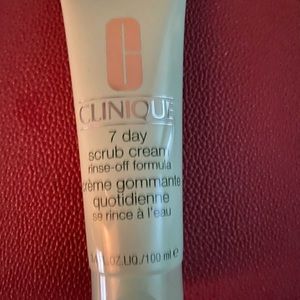 CLINIQUE
7 day
scrub cream
rinse-off formula
crème gommante
quotidienne
se rince à l'eau
OZ.LIQ./100 ml e